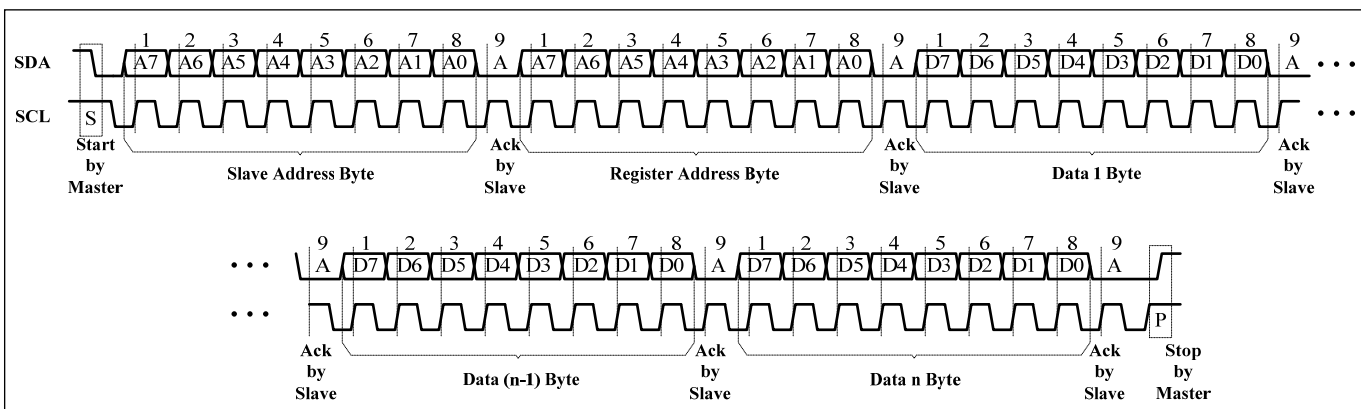 1 2 3 4 5 6 7 8 9 1 2 3 4 5 6 7 8 9 1 2 3 4 5 6 7 8 9
SDA A7 A6 A5 A4 A3 A2 A1 A0 A A7 A6 A5 A4 A3 A2 A1 A0 A D7 D6 D5 D4 D3 D2 D1 D0 A • • •
SCL S • • •
Start by Master
Slave Address Byte
Ack by Slave
Register Address Byte
Ack by Slave
Data 1 Byte
Ack by Slave
9 1 2 3 4 5 6 7 8 9 1 2 3 4 5 6 7 8 9
• • • A D7 D6 D5 D4 D3 D2 D1 D0 A D7 D6 D5 D4 D3 D2 D1 D0 A
• • • P
Ack by Slave
Data (n-1) Byte
Ack by Slave
Data n Byte
Ack by Slave
Stop by Master